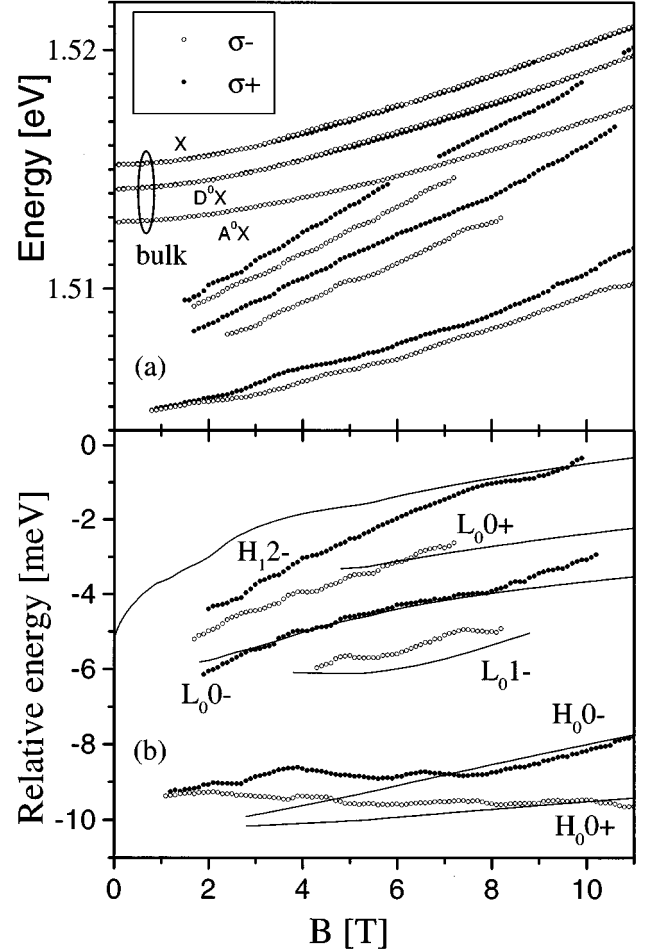 σ-
σ+
1.52
1.51
Energy [eV]
X
D⁰X
A⁰X
bulk
(a)
0
-2
-4
-6
-8
-10
Relative energy [meV]
H₁2-
L₀0+
L₀0-
L₀1-
H₀0-
(b)
H₀0+
0 2 4 6 8 10
B [T]